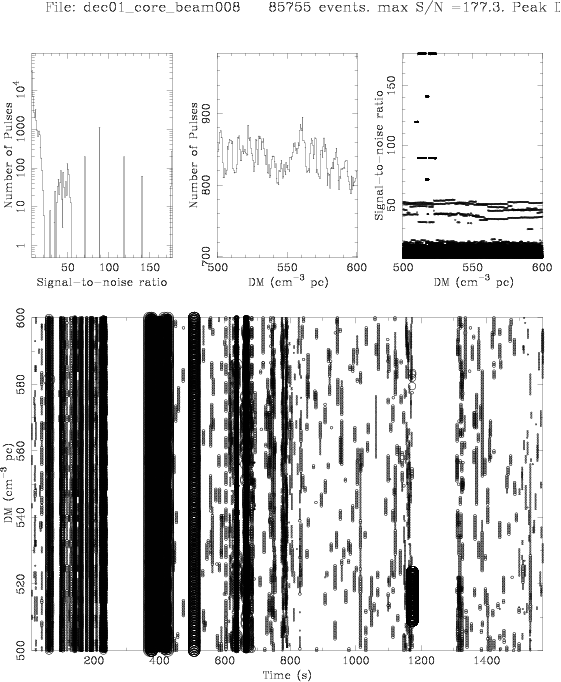 File: dec01_core_beam008 85755 events. max S/N =177.3. Peak D
Number of Pulses
1 10 100 1000 10⁴
50 100 150
Signal−to−noise ratio
Number of Pulses
700 800 900
500 550 600
DM (cm⁻³ pc)
Signal−to−noise ratio
50 100 150
500 550 600
DM (cm⁻³ pc)
DM (cm⁻³ pc)
500 520 540 560 580 600
200 400 600 800 1000 1200 1400
Time (s)